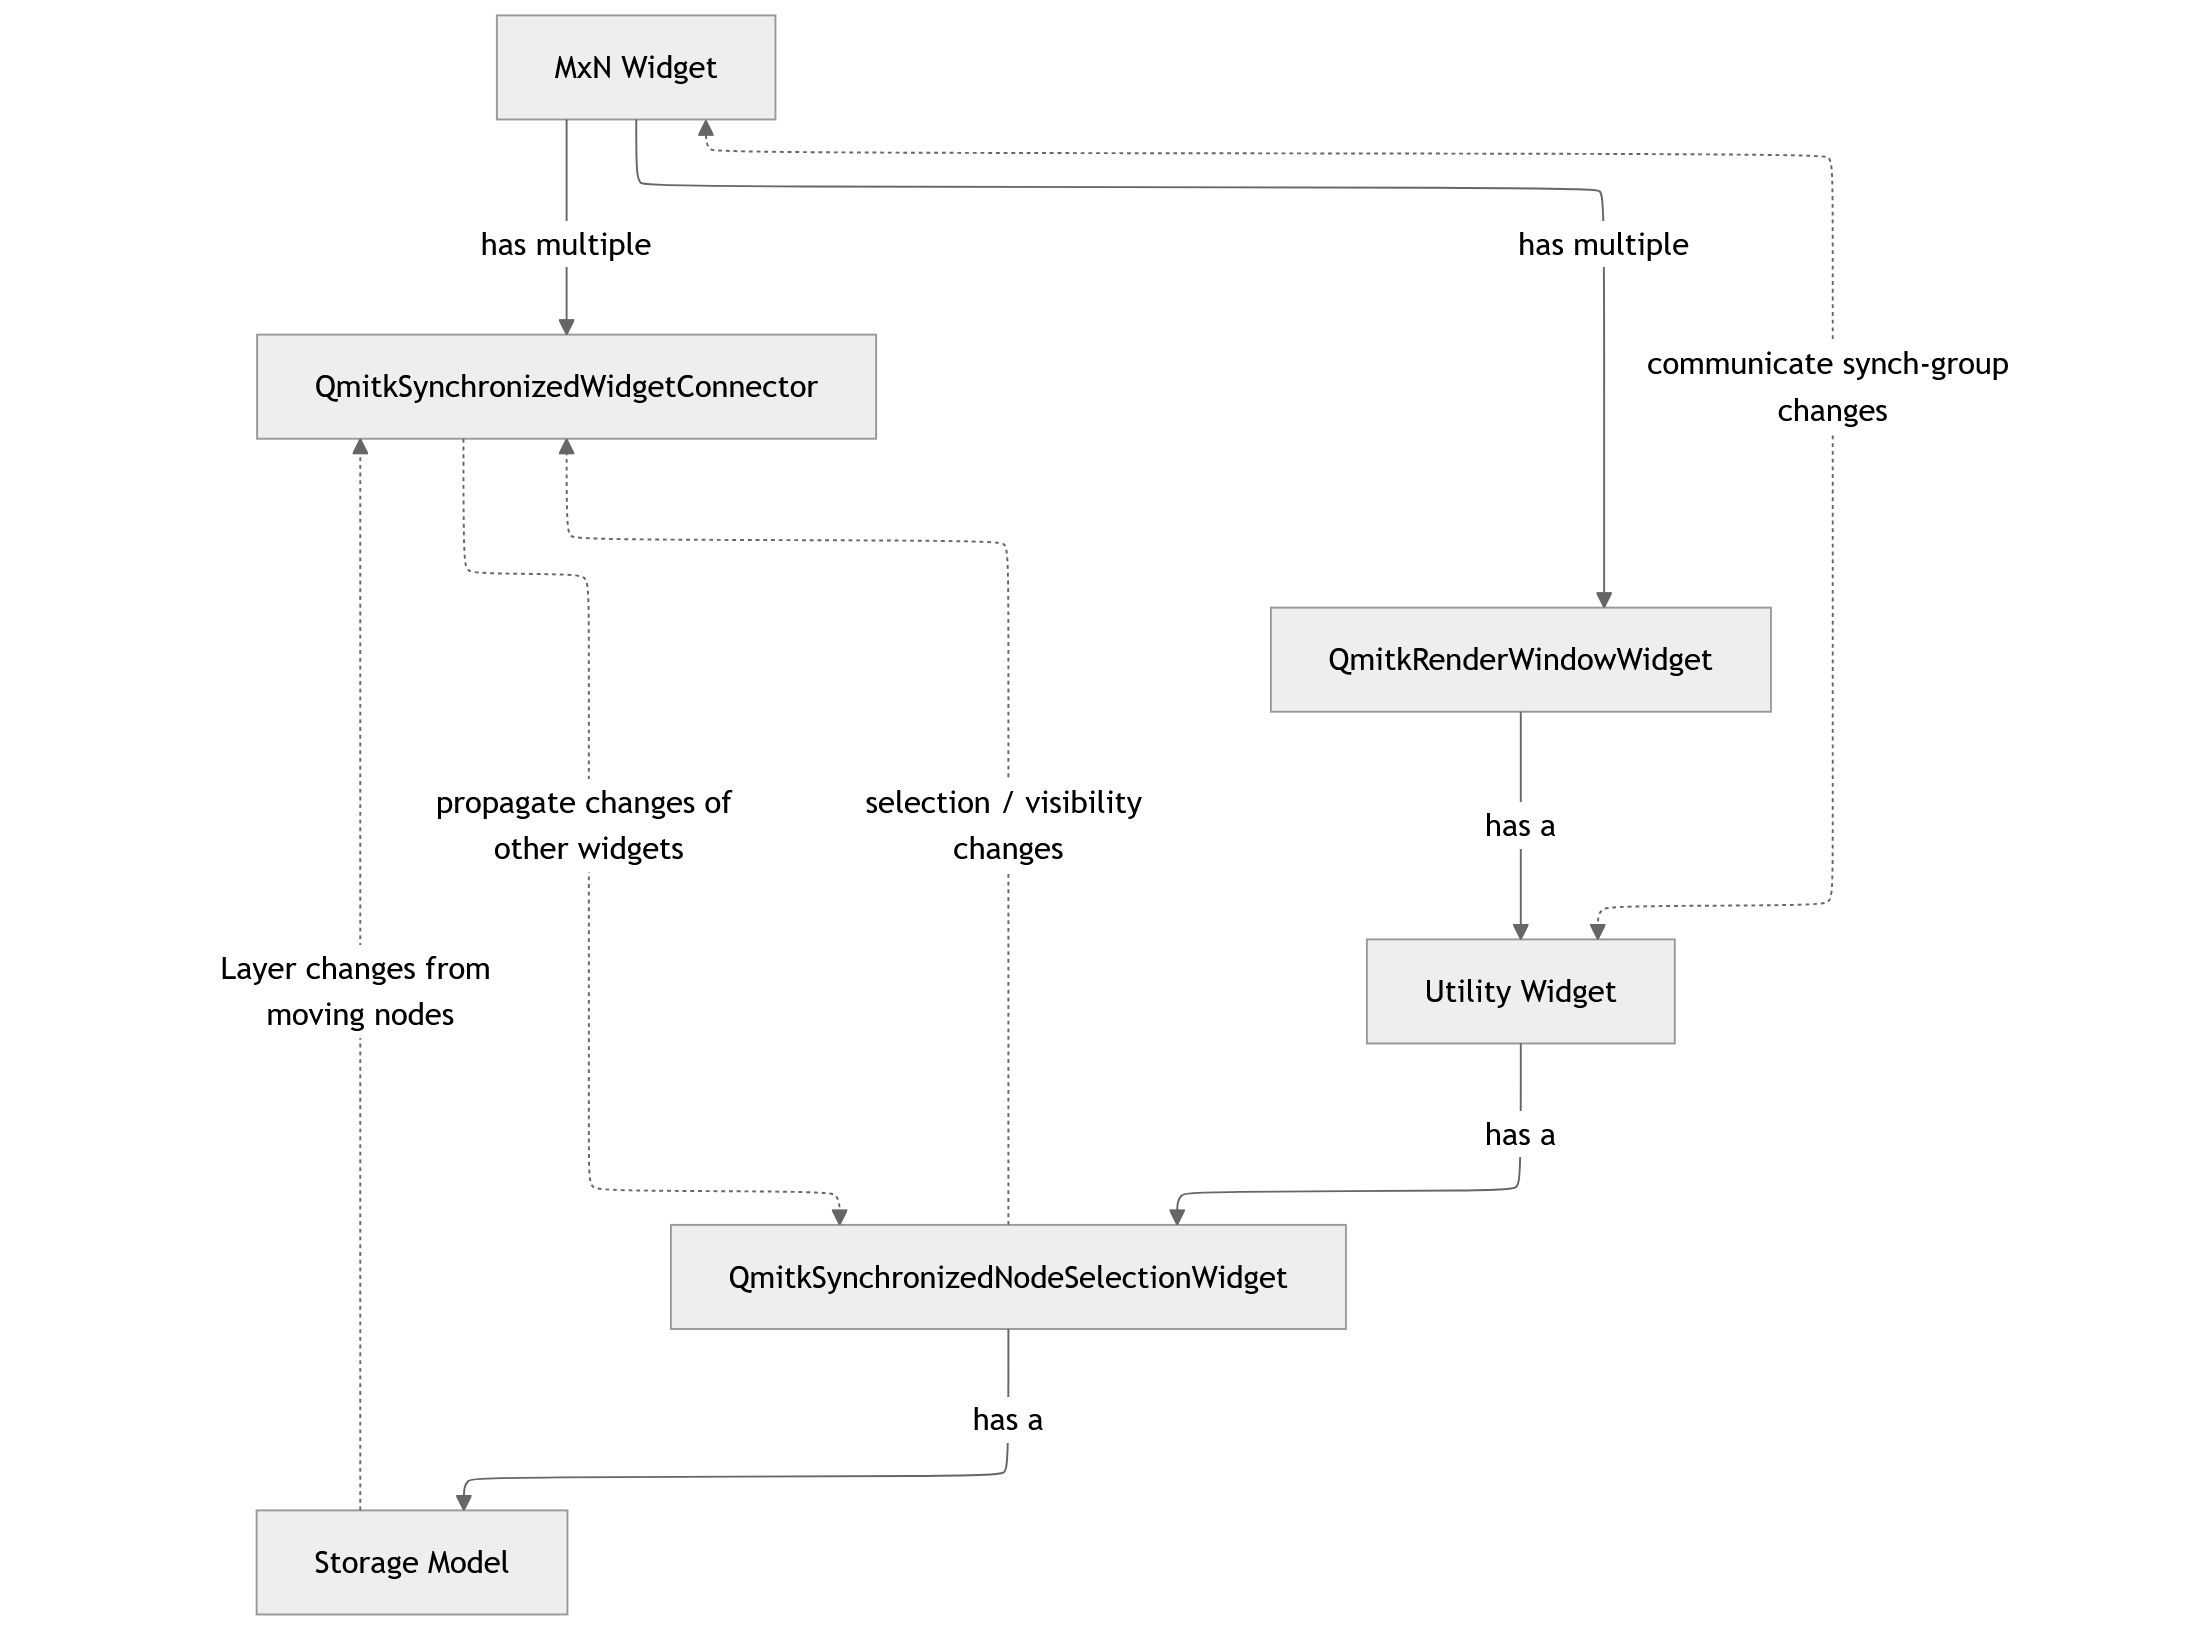 MxN Widget
has multiple
has multiple
communicate synch-group
changes
QmitkSynchronizedWidgetConnector
QmitkRenderWindowWidget
propagate changes of
other widgets
selection / visibility
changes
has a
Layer changes from
moving nodes
Utility Widget
has a
QmitkSynchronizedNodeSelectionWidget
has a
Storage Model